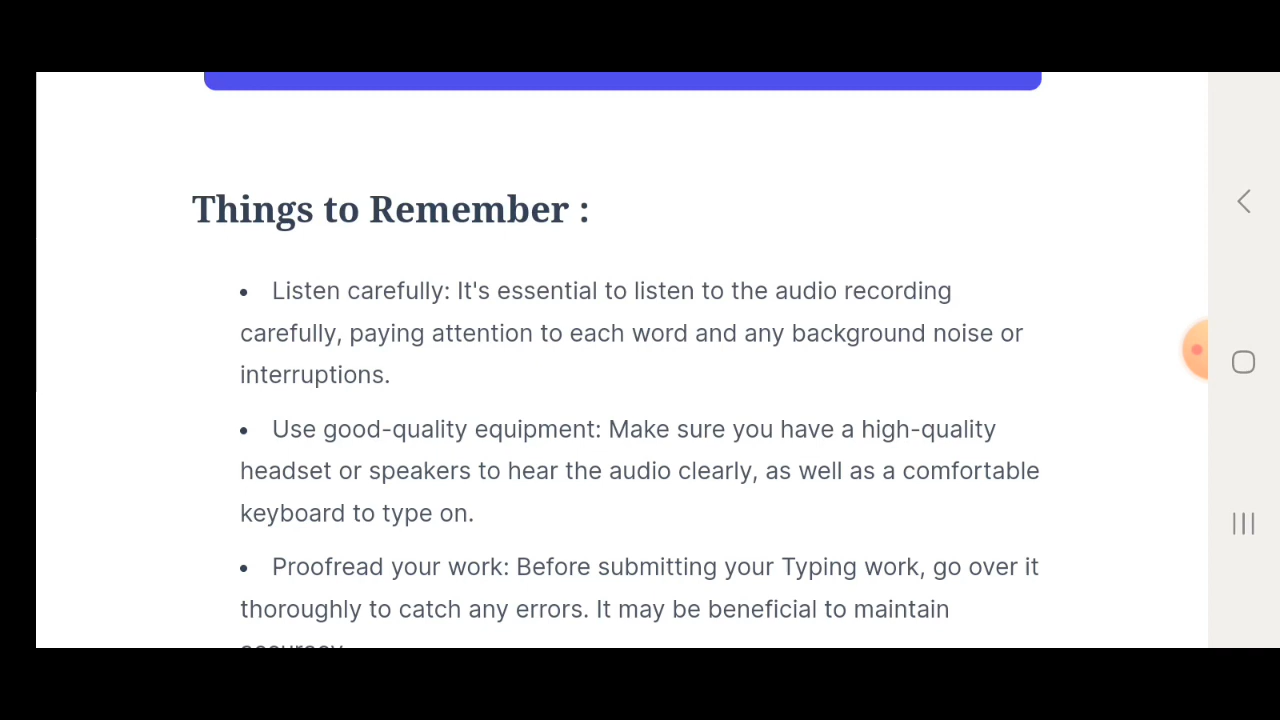 Things to Remember :
• Listen carefully: It's essential to listen to the audio recording
carefully, paying attention to each word and any background noise or
interruptions.
• Use good-quality equipment: Make sure you have a high-quality
headset or speakers to hear the audio clearly, as well as a comfortable
keyboard to type on.
• Proofread your work: Before submitting your Typing work, go over it
thoroughly to catch any errors. It may be beneficial to maintain
accuracy